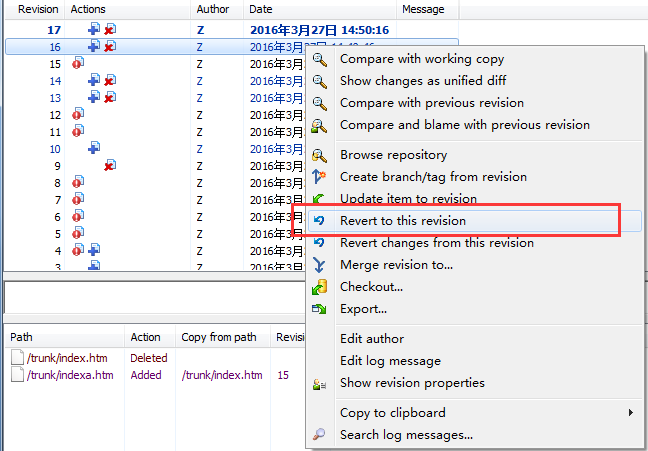 Revision Actions Author Date Message
17 Z 2016年3月27日 14:50:16
16 Z 2016年3月27日
15 Z 2016年3月
14 Z 2016年3月
13 Z 2016年3月
12 Z 2016年3月
11 Z 2016年3月
10 Z 2016年3月
9 Z 2016年3月
8 Z 2016年3月
7 Z 2016年3月
6 Z 2016年3月
5 Z 2016年3月
4 Z 2016年3月
3
Compare with working copy
Show changes as unified diff
Compare with previous revision
Compare and blame with previous revision
Browse repository
Create branch/tag from revision
Update item to revision
Revert to this revision
Revert changes from this revision
Merge revision to...
Checkout...
Export...
Edit author
Edit log message
Show revision properties
Copy to clipboard
Search log messages...
Path Action Copy from path Revisi
/trunk/index.htm Deleted
/trunk/indexa.htm Added /trunk/index.htm 15